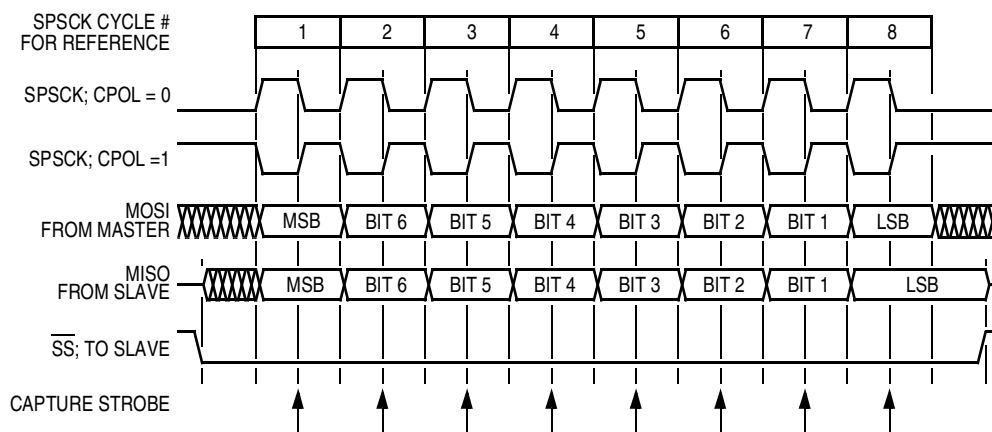 SPSCK CYCLE #
FOR REFERENCE
1 2 3 4 5 6 7 8
SPSCK; CPOL = 0
SPSCK; CPOL =1
MOSI
FROM MASTER
MSB BIT 6 BIT 5 BIT 4 BIT 3 BIT 2 BIT 1 LSB
MISO
FROM SLAVE
MSB BIT 6 BIT 5 BIT 4 BIT 3 BIT 2 BIT 1 LSB
SS; TO SLAVE
CAPTURE STROBE